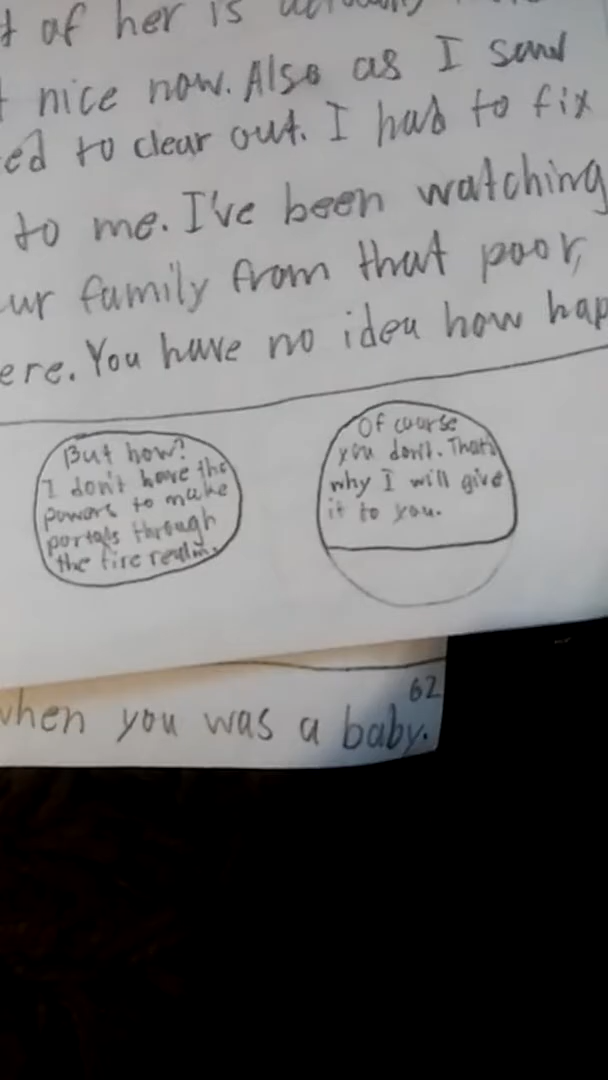 of her is
nice now. Also as I said
ed to clear out. I had to fix
to me. I've been watching
ur family from that poor,
ere. You have no idea how hap
But how?
I don't have the
powers to make
portals through
the fire realm.
Of course
you don't. That's
why I will give
it to you.
62
when you was a baby.